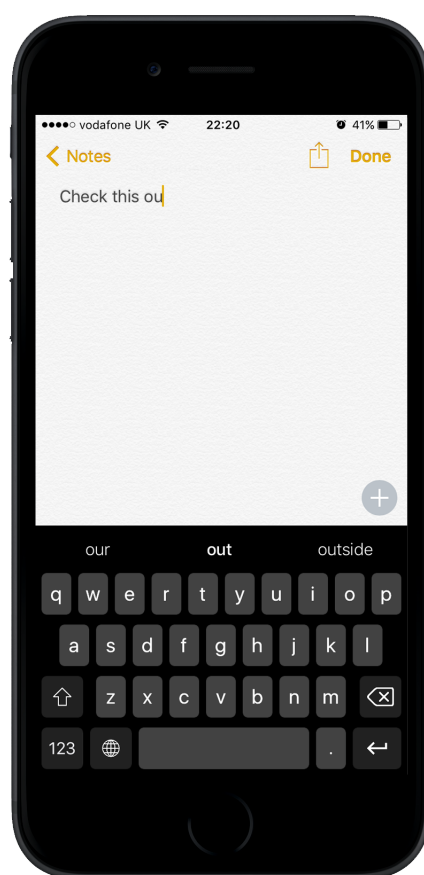 vodafone UK 22:20 41%
Notes Done
Check this ou
our out outside
q w e r t y u i o p
a s d f g h j k l
z x c v b n m
123 .